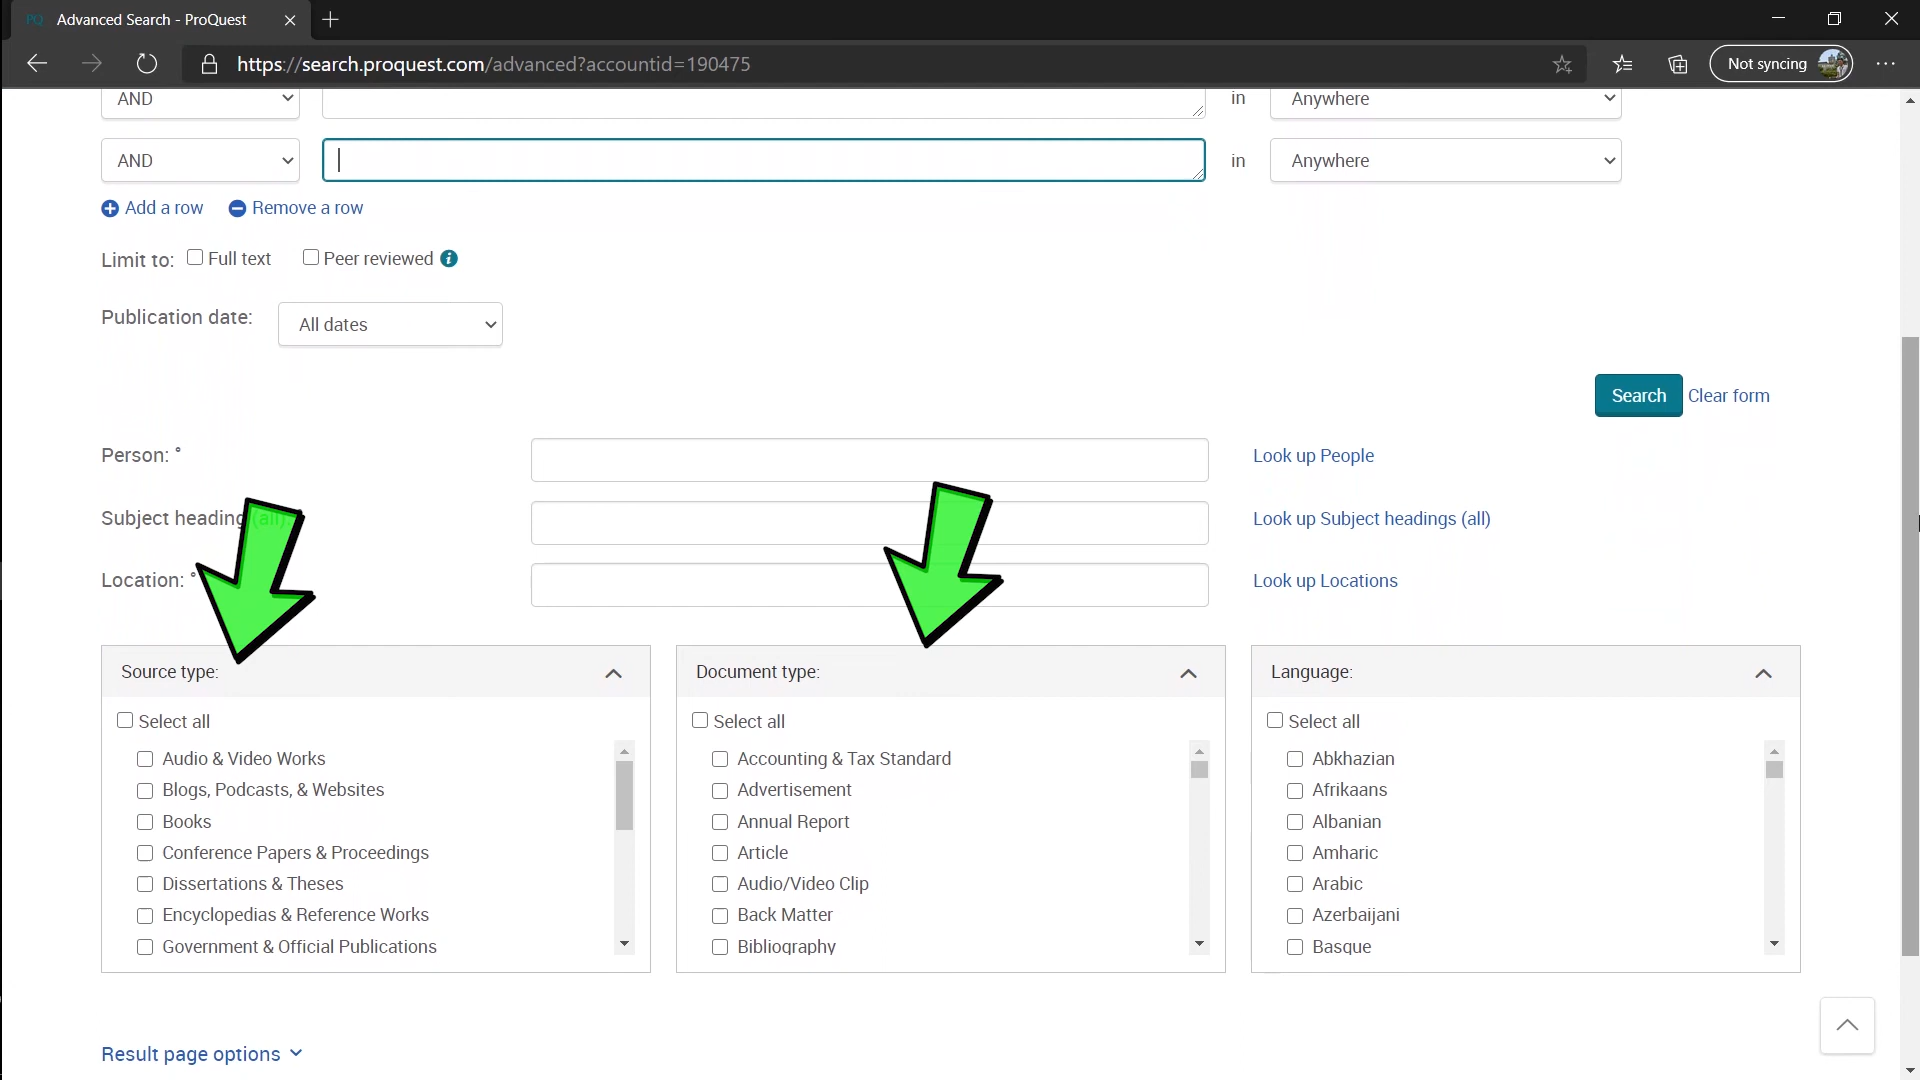 PQ Advanced Search - ProQuest
https://search.proquest.com/advanced?accountid=190475
Not syncing
AND in Anywhere
AND in Anywhere
Add a row Remove a row
Limit to: Full text Peer reviewed i
Publication date: All dates
Search Clear form
Person: ° Look up People
Subject heading (all): Look up Subject headings (all)
Location: ° Look up Locations
Source type: Document type: Language:
Select all Select all Select all
Audio & Video Works Accounting & Tax Standard Abkhazian
Blogs, Podcasts, & Websites Advertisement Afrikaans
Books Annual Report Albanian
Conference Papers & Proceedings Article Amharic
Dissertations & Theses Audio/Video Clip Arabic
Encyclopedias & Reference Works Back Matter Azerbaijani
Government & Official Publications Bibliography Basque
Result page options